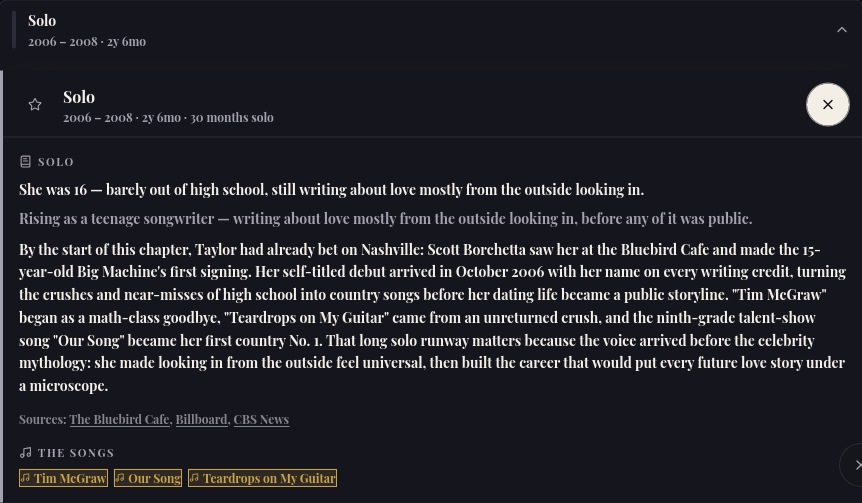 Solo
2006 – 2008 · 2y 6mo
Solo
2006 – 2008 · 2y 6mo · 30 months solo
SOLO
She was 16 — barely out of high school, still writing about love mostly from the outside looking in.
Rising as a teenage songwriter — writing about love mostly from the outside looking in, before any of it was public.
By the start of this chapter, Taylor had already bet on Nashville: Scott Borchetta saw her at the Bluebird Cafe and made the 15-
year-old Big Machine's first signing. Her self-titled debut arrived in October 2006 with her name on every writing credit, turning
the crushes and near-misses of high school into country songs before her dating life became a public storyline. "Tim McGraw"
began as a math-class goodbye, "Teardrops on My Guitar" came from an unreturned crush, and the ninth-grade talent-show
song "Our Song" became her first country No. 1. That long solo runway matters because the voice arrived before the celebrity
mythology: she made looking in from the outside feel universal, then built the career that would put every future love story under
a microscope.
Sources: The Bluebird Cafe, Billboard, CBS News
THE SONGS
Tim McGraw Our Song Teardrops on My Guitar